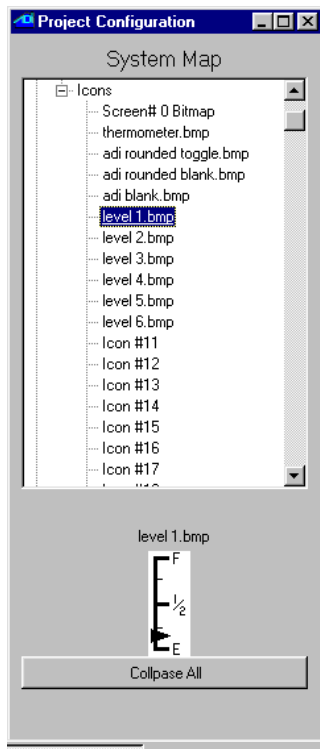 Project Configuration
System Map
Icons
Screen# 0 Bitmap
thermometer.bmp
adi rounded toggle.bmp
adi rounded blank.bmp
adi blank.bmp
level 1.bmp
level 2.bmp
level 3.bmp
level 4.bmp
level 5.bmp
level 6.bmp
Icon #11
Icon #12
Icon #13
Icon #14
Icon #15
Icon #16
Icon #17
level 1.bmp
F
1/2
E
Collpase All